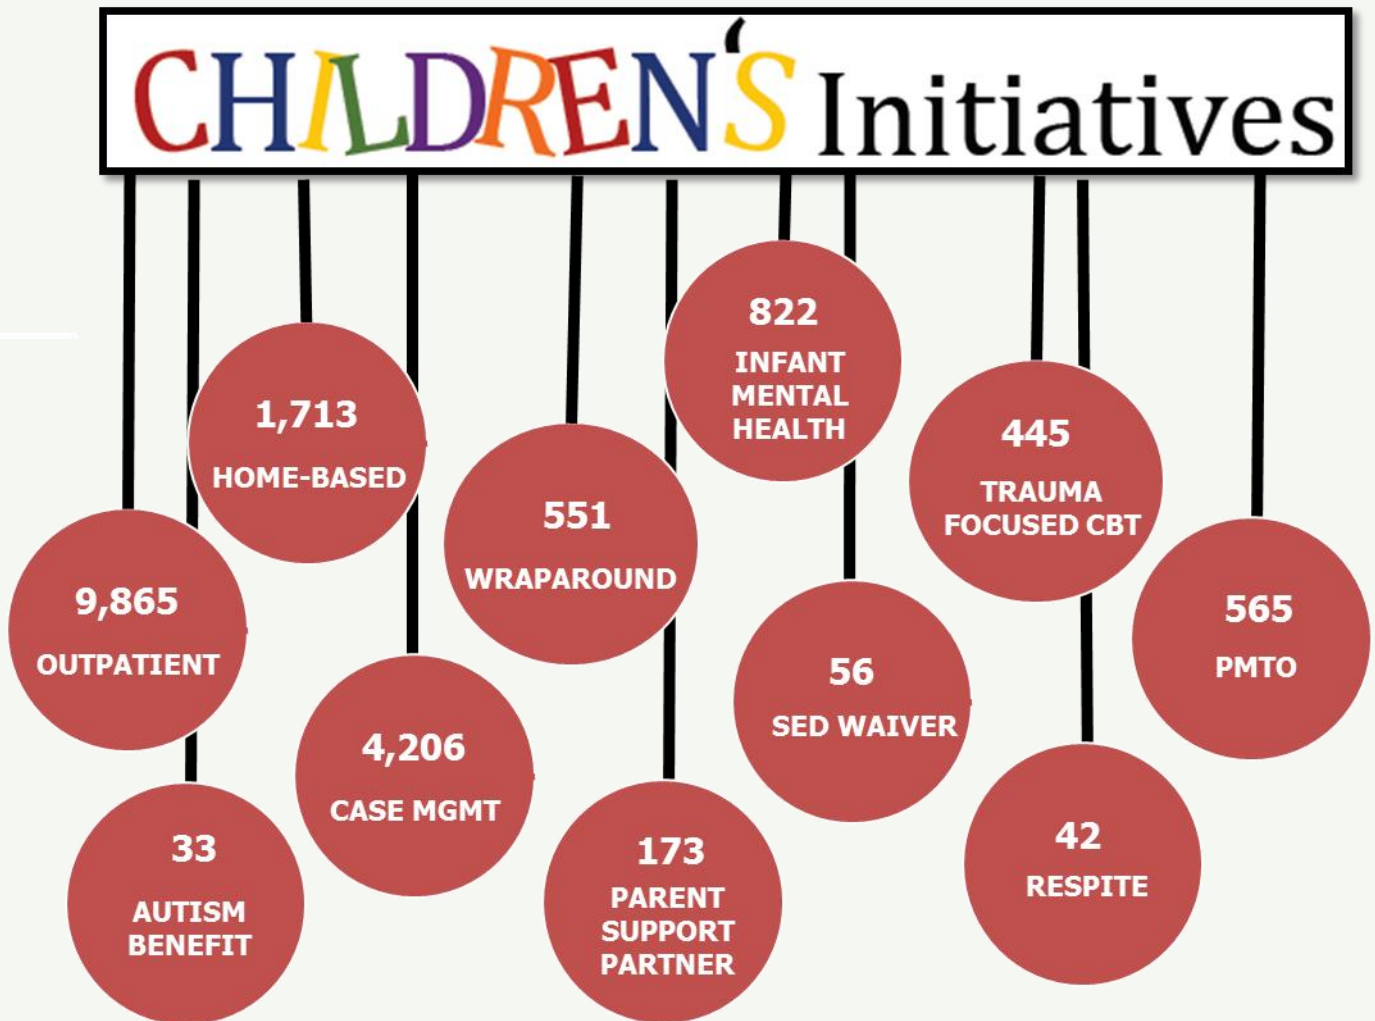 CHILDREN'S Initiatives
822
INFANT
MENTAL
HEALTH
1,713
HOME-BASED
445
TRAUMA
FOCUSED CBT
551
WRAPAROUND
9,865
OUTPATIENT
565
PMTO
56
SED WAIVER
4,206
CASE MGMT
33
AUTISM
BENEFIT
173
PARENT
SUPPORT
PARTNER
42
RESPITE